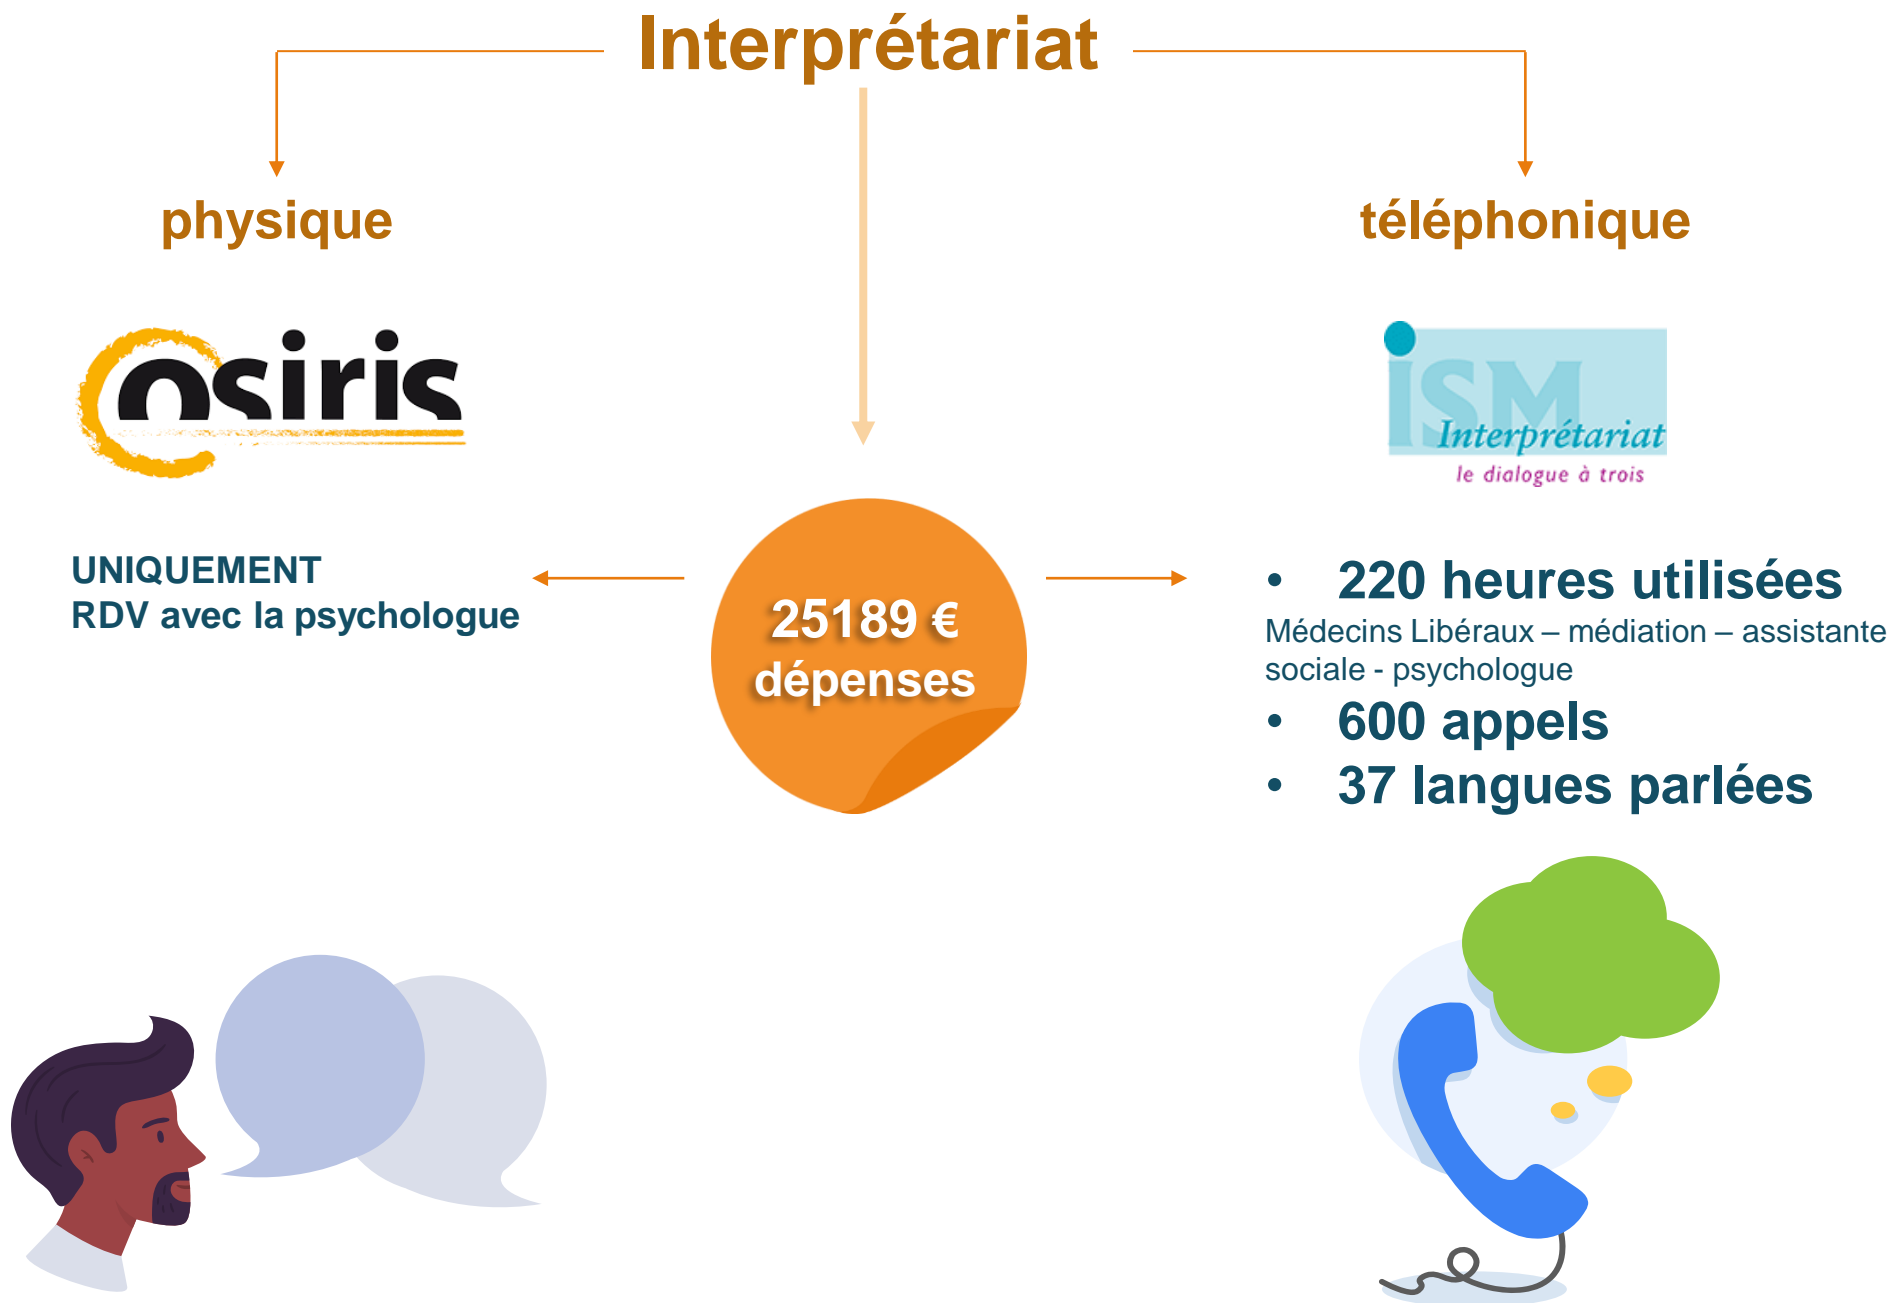 Interprétariat
physique
téléphonique
osiris
iSM
Interprétariat
le dialogue à trois
UNIQUEMENT
RDV avec la psychologue
25189 €
dépenses
• 220 heures utilisées
Médecins Libéraux – médiation – assistante
sociale - psychologue
• 600 appels
• 37 langues parlées